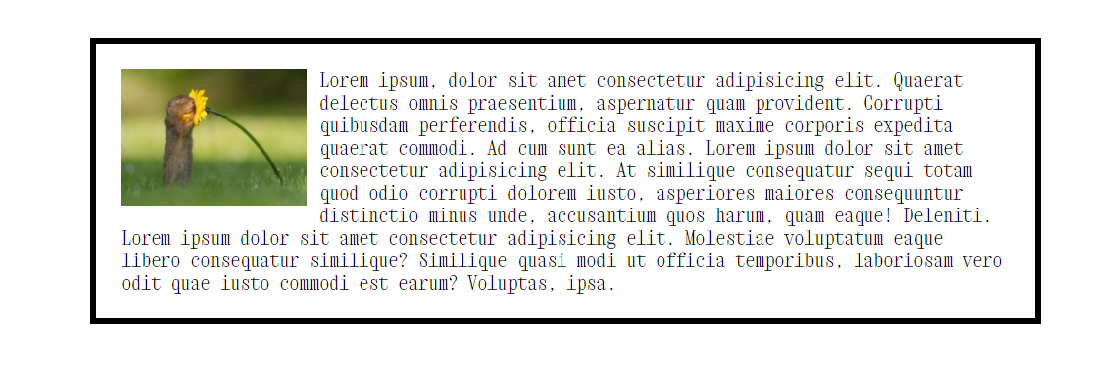 Lorem ipsum, dolor sit amet consectetur adipisicing elit. Quaerat
delectus omnis praesentium, aspernatur quam provident. Corrupti
quibusdam perferendis, officia suscipit maxime corporis expedita
quaerat commodi. Ad cum sunt ea alias. Lorem ipsum dolor sit amet
consectetur adipisicing elit. At similique consequatur sequi totam
quod odio corrupti dolorem iusto, asperiores maiores consequuntur
distinctio minus unde, accusantium quos harum, quam eaque! Deleniti.
Lorem ipsum dolor sit amet consectetur adipisicing elit. Molestiae voluptatum eaque
libero consequatur similique? Similique quasi modi ut officia temporibus, laboriosam vero
odit quae iusto commodi est earum? Voluptas, ipsa.